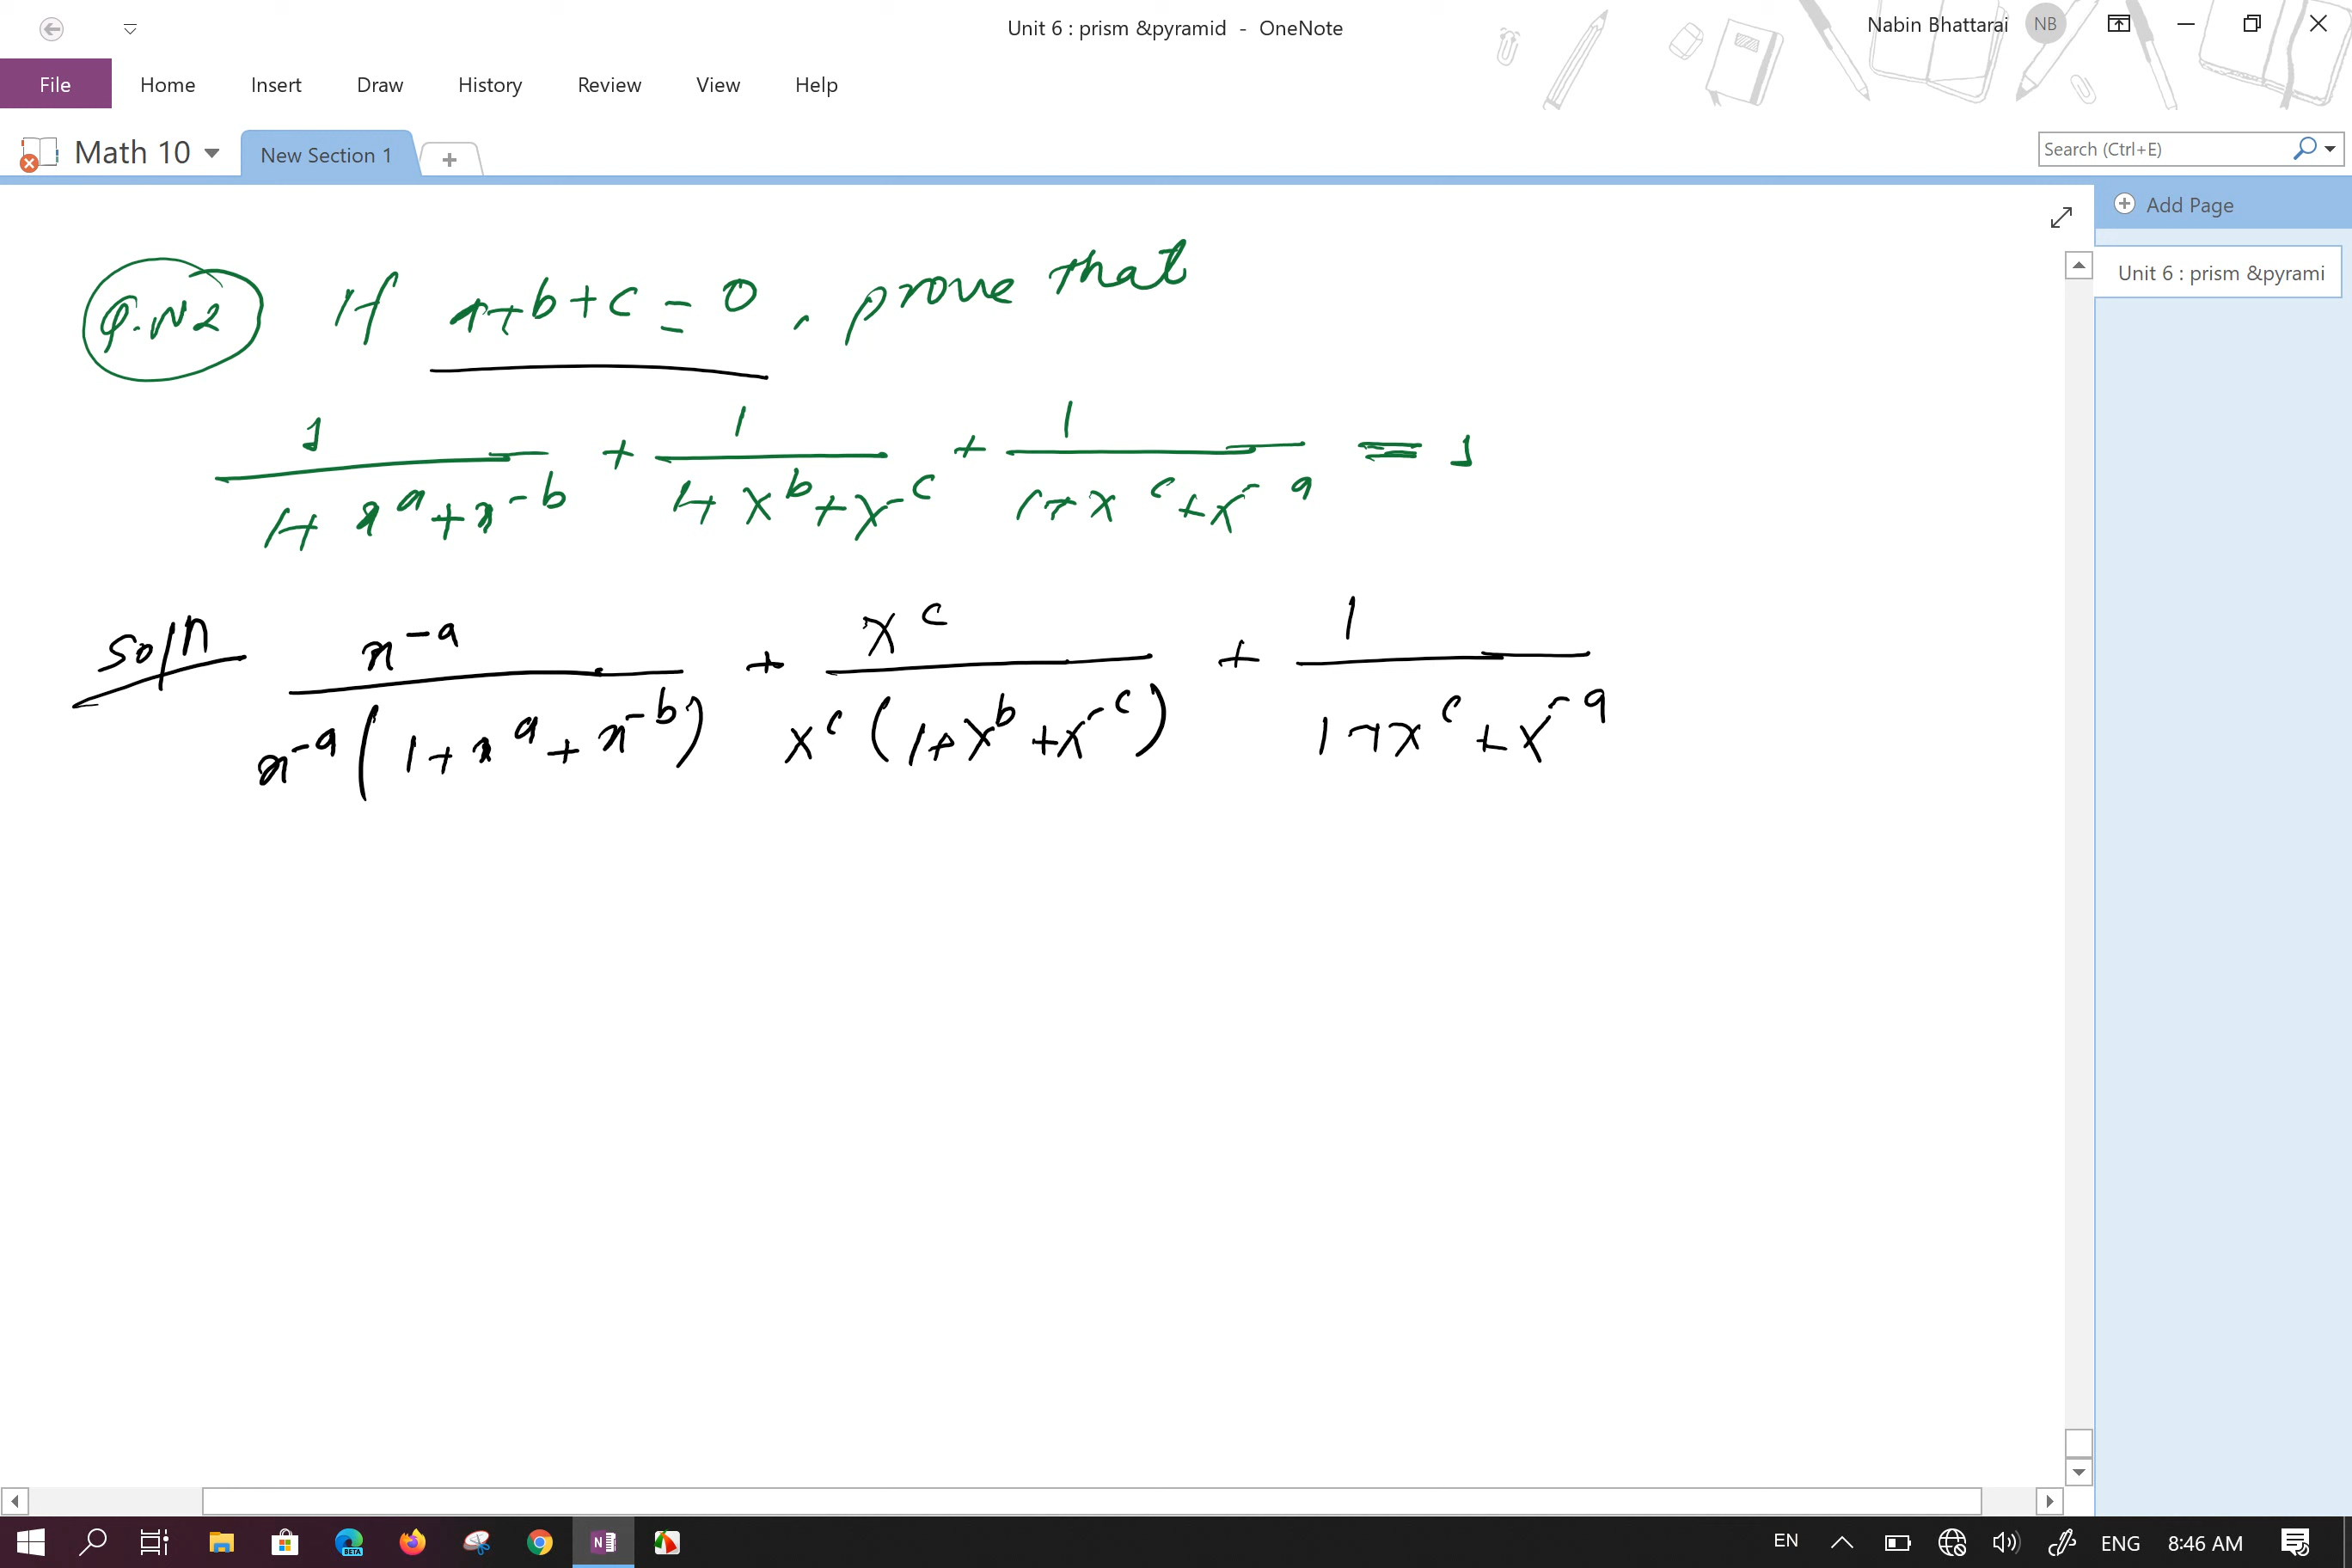 Unit 6 : prism &pyramid - OneNote
Nabin Bhattarai NB
File Home Insert Draw History Review View Help
Math 10 New Section 1
Search (Ctrl+E)
Add Page
Unit 6 : prism &pyrami
Q.N2 If a+b+c = 0, prove that
1/(1+x^a+x^-b) + 1/(1+x^b+x^-c) + 1/(1+x^c+x^-a) = 1
Soln x^-a/(x^-a(1+x^a+x^-b)) + x^c/(x^c(1+x^b+x^-c)) + 1/(1+x^c+x^-a)
BETA N EN ENG 8:46 AM